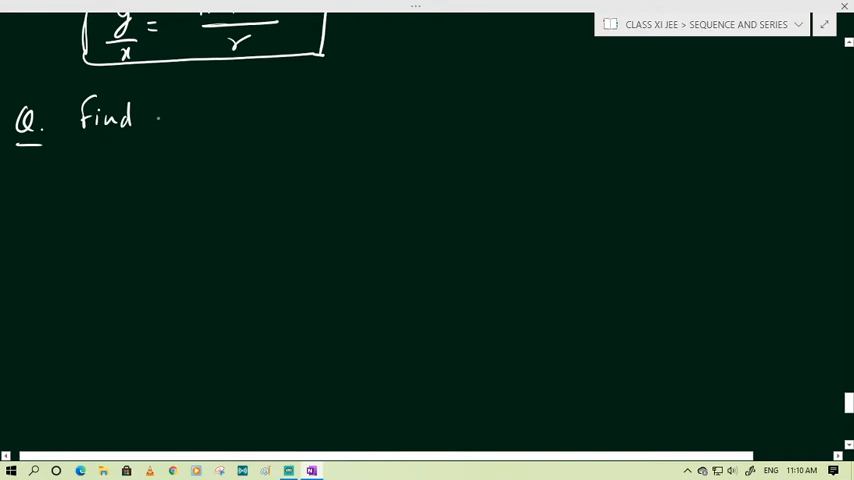 CLASS XI JEE > SEQUENCE AND SERIES
y/x = /r
Q. Find
ENG 11:10 AM